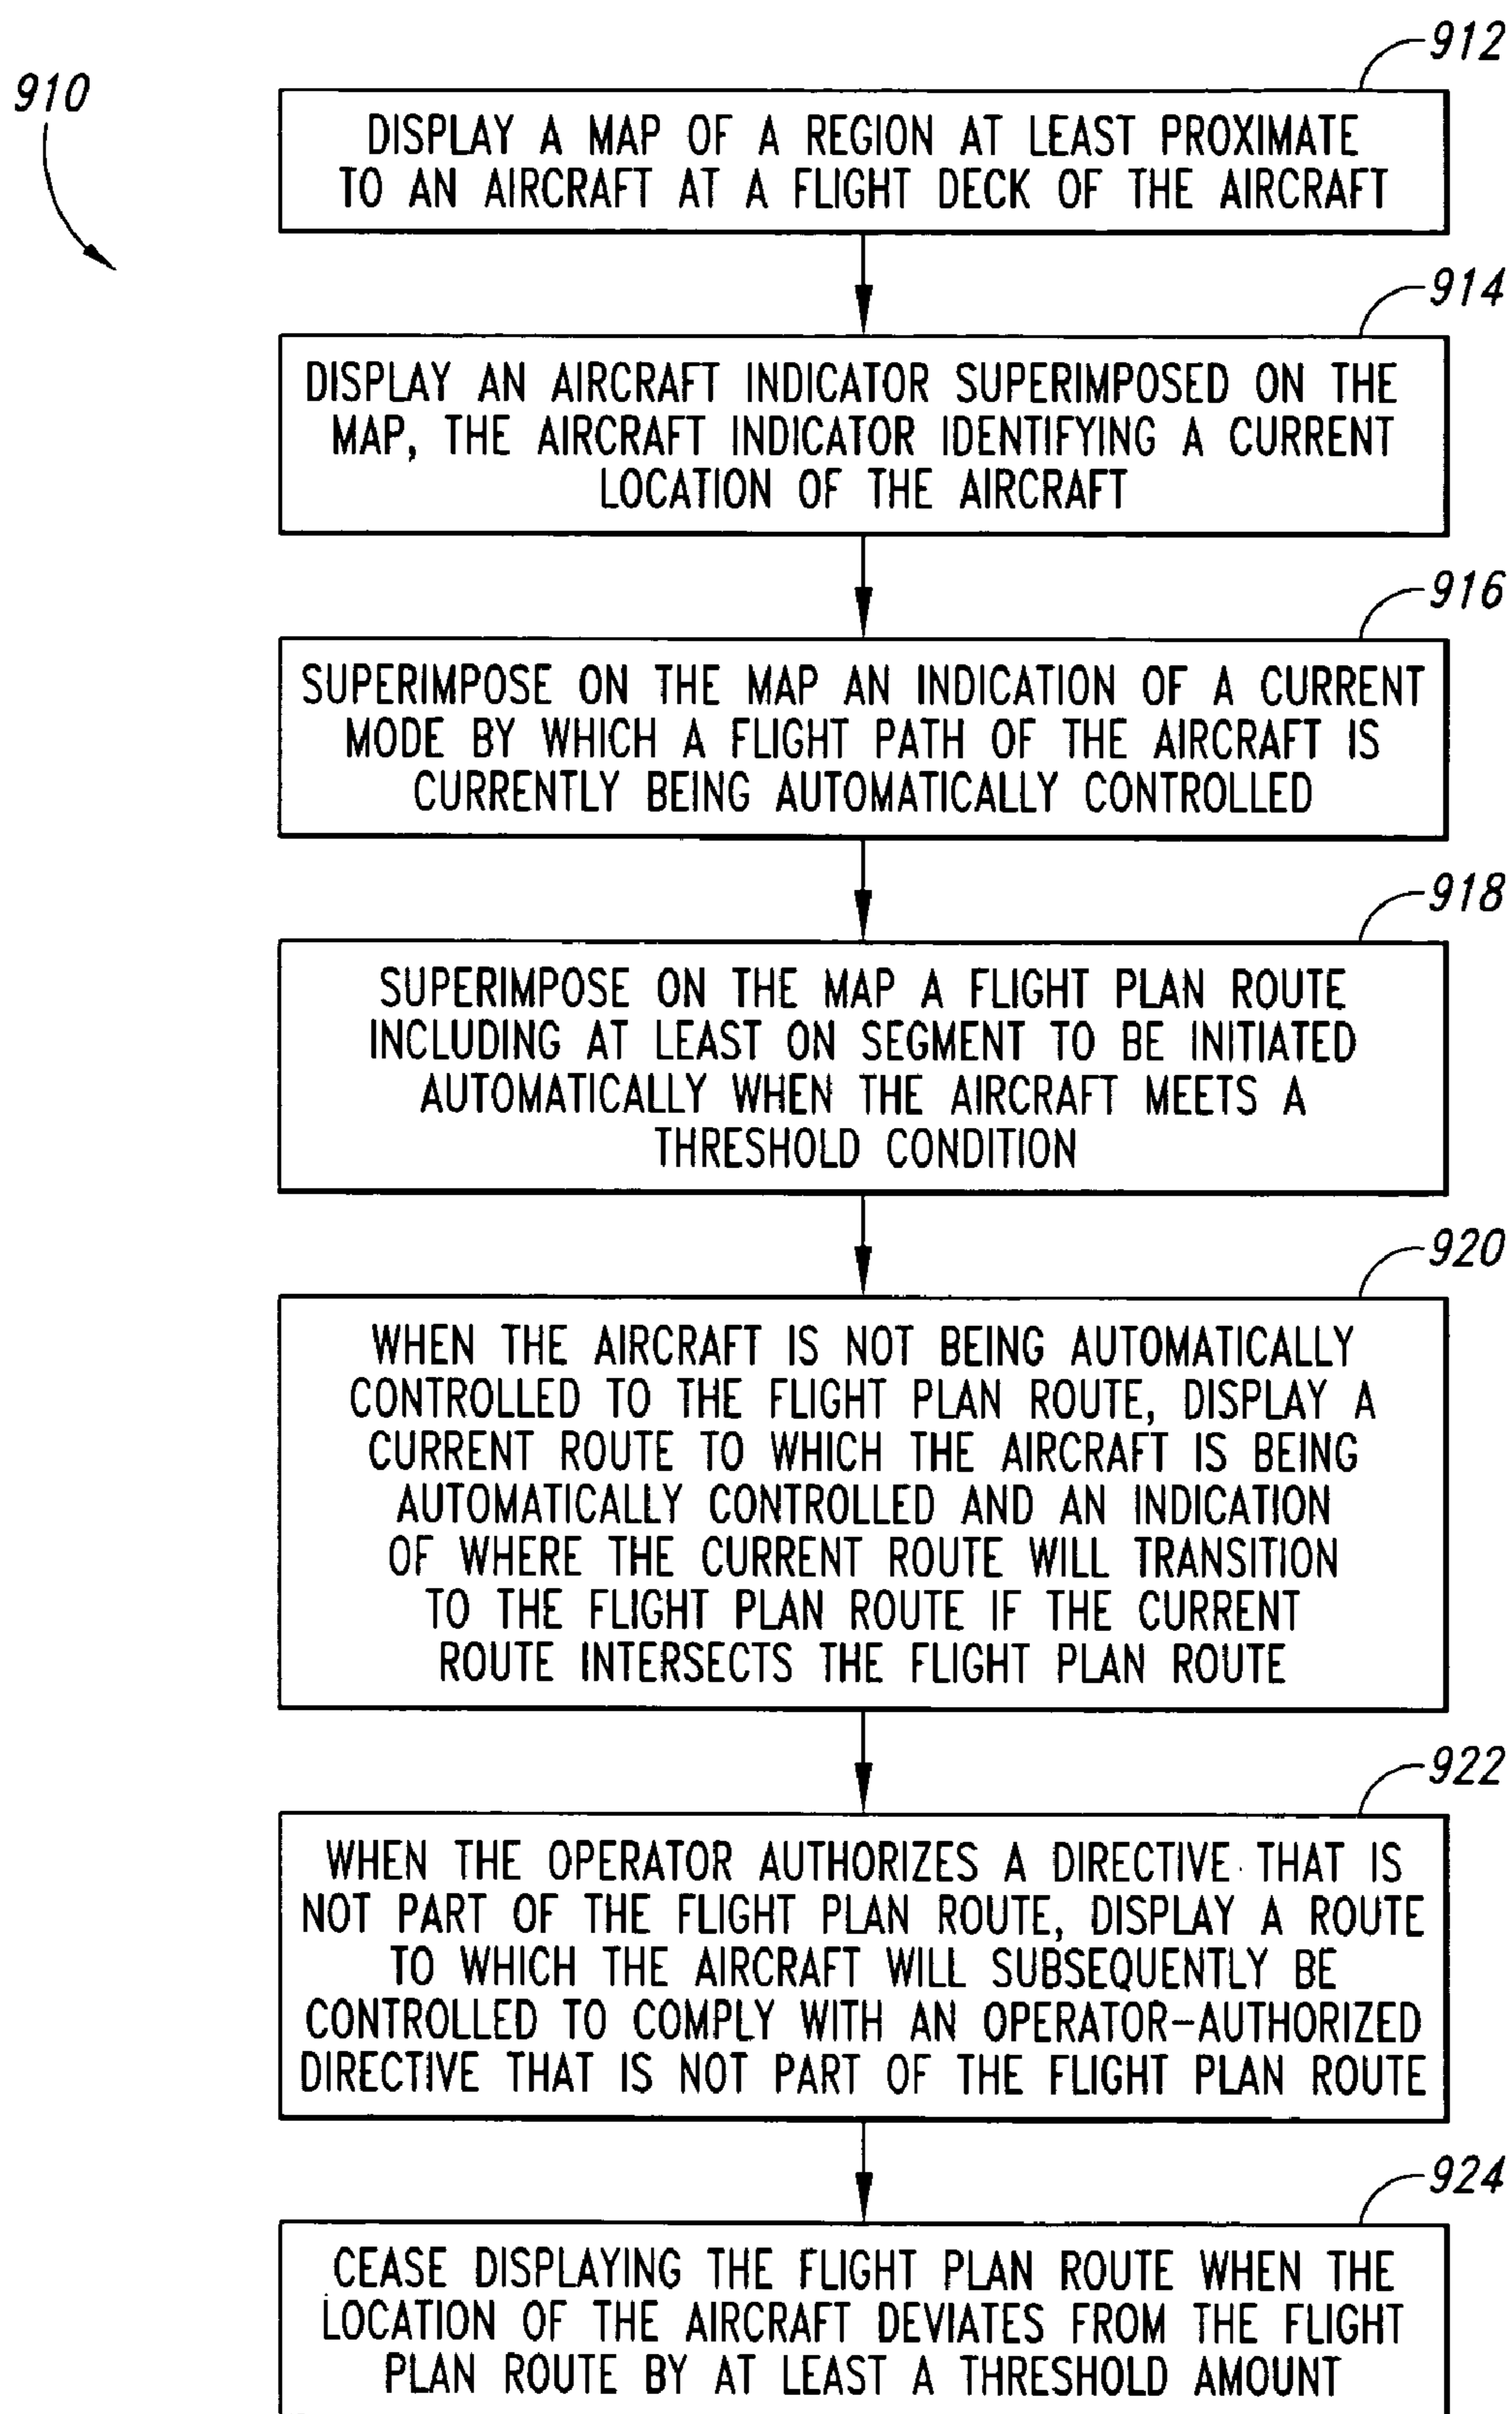 912
910
DISPLAY A MAP OF A REGION AT LEAST PROXIMATE
TO AN AIRCRAFT AT A FLIGHT DECK OF THE AIRCRAFT
914
DISPLAY AN AIRCRAFT INDICATOR SUPERIMPOSED ON THE
MAP, THE AIRCRAFT INDICATOR IDENTIFYING A CURRENT
LOCATION OF THE AIRCRAFT
916
SUPERIMPOSE ON THE MAP AN INDICATION OF A CURRENT
MODE BY WHICH A FLIGHT PATH OF THE AIRCRAFT IS
CURRENTLY BEING AUTOMATICALLY CONTROLLED
918
SUPERIMPOSE ON THE MAP A FLIGHT PLAN ROUTE
INCLUDING AT LEAST ON SEGMENT TO BE INITIATED
AUTOMATICALLY WHEN THE AIRCRAFT MEETS A
THRESHOLD CONDITION
920
WHEN THE AIRCRAFT IS NOT BEING AUTOMATICALLY
CONTROLLED TO THE FLIGHT PLAN ROUTE, DISPLAY A
CURRENT ROUTE TO WHICH THE AIRCRAFT IS BEING
AUTOMATICALLY CONTROLLED AND AN INDICATION
OF WHERE THE CURRENT ROUTE WILL TRANSITION
TO THE FLIGHT PLAN ROUTE IF THE CURRENT
ROUTE INTERSECTS THE FLIGHT PLAN ROUTE
922
WHEN THE OPERATOR AUTHORIZES A DIRECTIVE THAT IS
NOT PART OF THE FLIGHT PLAN ROUTE, DISPLAY A ROUTE
TO WHICH THE AIRCRAFT WILL SUBSEQUENTLY BE
CONTROLLED TO COMPLY WITH AN OPERATOR-AUTHORIZED
DIRECTIVE THAT IS NOT PART OF THE FLIGHT PLAN ROUTE
924
CEASE DISPLAYING THE FLIGHT PLAN ROUTE WHEN THE
LOCATION OF THE AIRCRAFT DEVIATES FROM THE FLIGHT
PLAN ROUTE BY AT LEAST A THRESHOLD AMOUNT